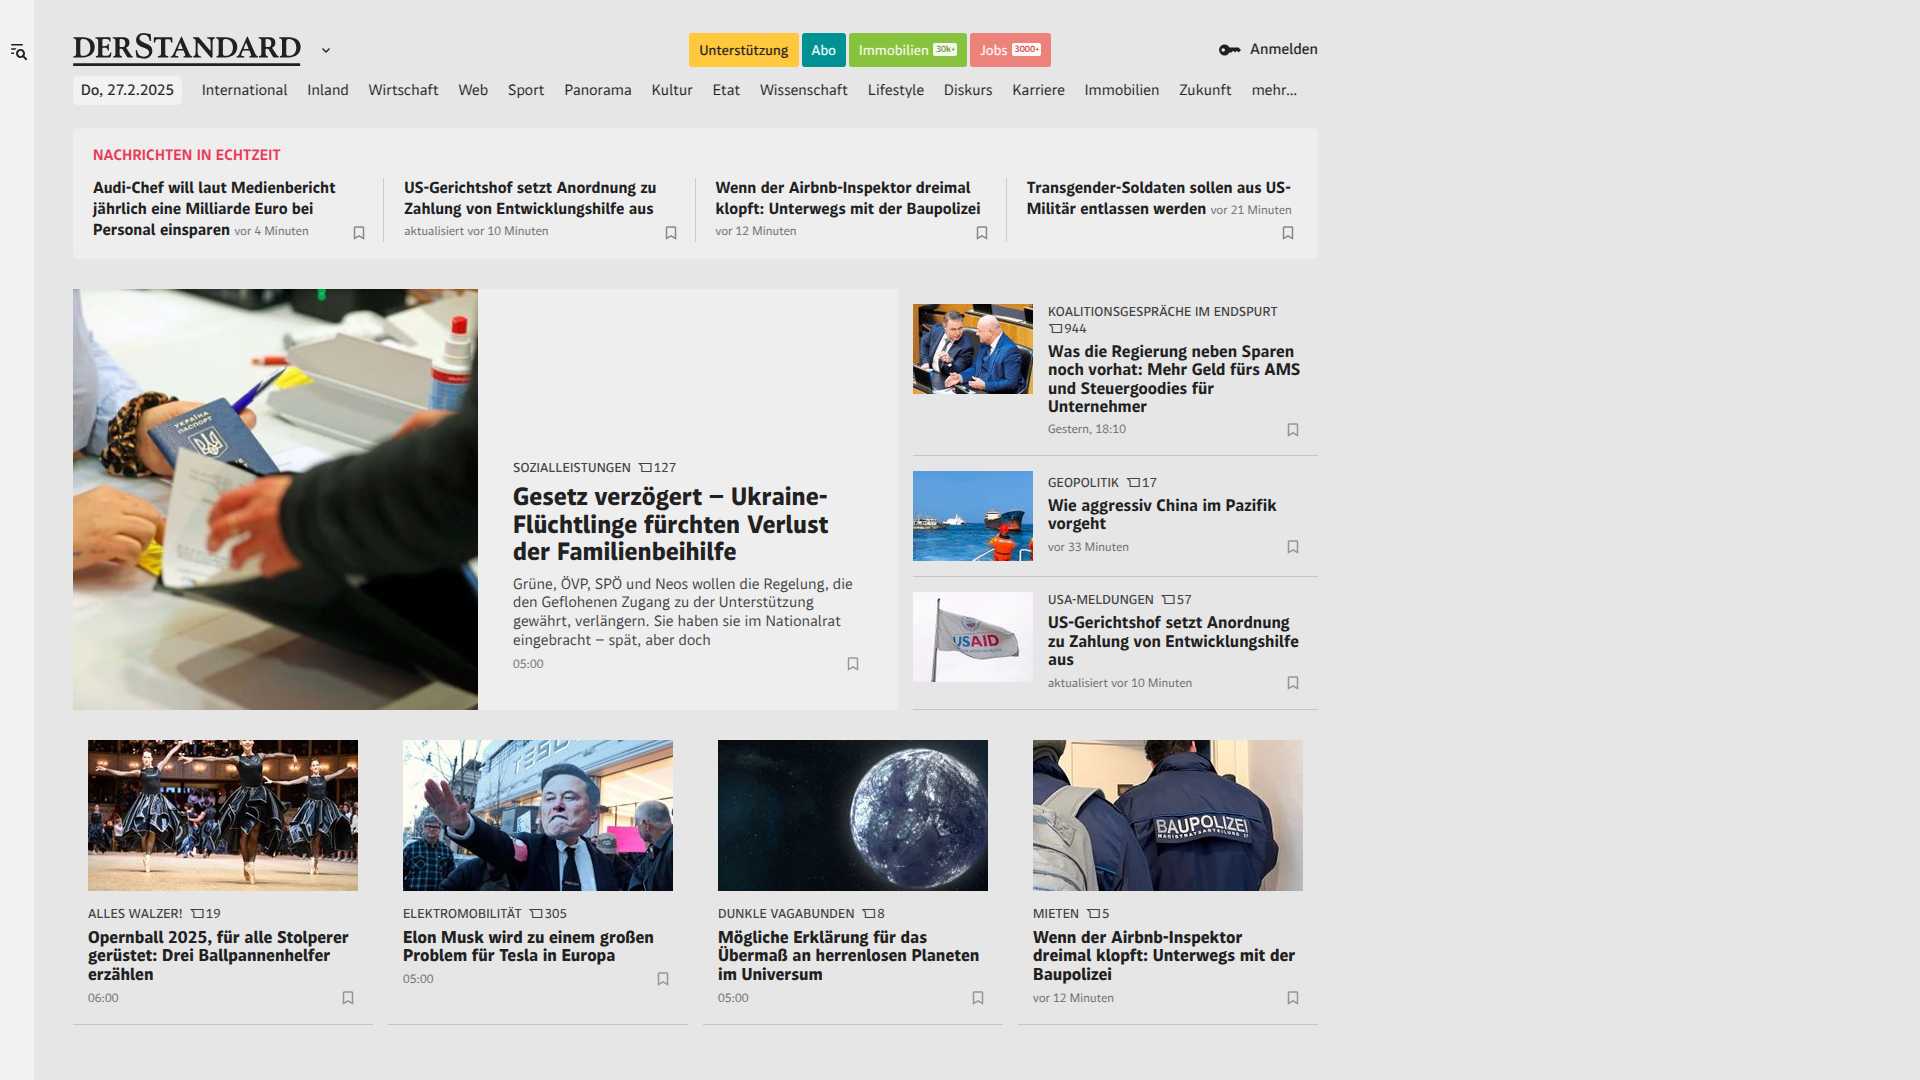 DERSTANDARD
Unterstützung
Abo
Immobilien 30k+
Jobs 3000+
Anmelden
Do, 27.2.2025
International
Inland
Wirtschaft
Web
Sport
Panorama
Kultur
Etat
Wissenschaft
Lifestyle
Diskurs
Karriere
Immobilien
Zukunft
mehr...
NACHRICHTEN IN ECHTZEIT
Audi-Chef will laut Medienbericht
jährlich eine Milliarde Euro bei
Personal einsparen vor 4 Minuten
US-Gerichtshof setzt Anordnung zu
Zahlung von Entwicklungshilfe aus
aktualisiert vor 10 Minuten
Wenn der Airbnb-Inspektor dreimal
klopft: Unterwegs mit der Baupolizei
vor 12 Minuten
Transgender-Soldaten sollen aus US-
Militär entlassen werden vor 21 Minuten
УКРАЇНА
ПАСПОРТ
SOZIALLEISTUNGEN 127
Gesetz verzögert – Ukraine-
Flüchtlinge fürchten Verlust
der Familienbeihilfe
Grüne, ÖVP, SPÖ und Neos wollen die Regelung, die
den Geflohenen Zugang zu der Unterstützung
gewährt, verlängern. Sie haben sie im Nationalrat
eingebracht – spät, aber doch
05:00
KOALITIONSGESPRÄCHE IM ENDSPURT
944
Was die Regierung neben Sparen
noch vorhat: Mehr Geld fürs AMS
und Steuergoodies für
Unternehmer
Gestern, 18:10
GEOPOLITIK 17
Wie aggressiv China im Pazifik
vorgeht
vor 33 Minuten
USAID
USA-MELDUNGEN 57
US-Gerichtshof setzt Anordnung
zu Zahlung von Entwicklungshilfe
aus
aktualisiert vor 10 Minuten
ALLES WALZER! 19
Opernball 2025, für alle Stolperer
gerüstet: Drei Ballpannenhelfer
erzählen
06:00
TESL
ELEKTROMOBILITÄT 305
Elon Musk wird zu einem großen
Problem für Tesla in Europa
05:00
DUNKLE VAGABUNDEN 8
Mögliche Erklärung für das
Übermaß an herrenlosen Planeten
im Universum
05:00
BAUPOLIZEI
MIETEN 5
Wenn der Airbnb-Inspektor
dreimal klopft: Unterwegs mit der
Baupolizei
vor 12 Minuten